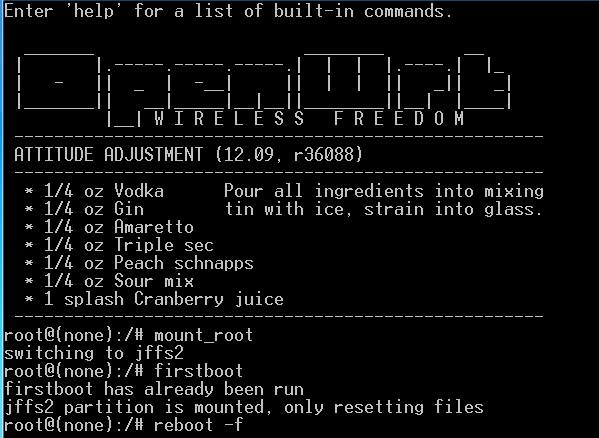 Enter 'help' for a list of built-in commands.
OpenWrt
W I R E L E S S   F R E E D O M
ATTITUDE ADJUSTMENT (12.09, r36088)
* 1/4 oz Vodka      Pour all ingredients into mixing
* 1/4 oz Gin        tin with ice, strain into glass.
* 1/4 oz Amaretto
* 1/4 oz Triple sec
* 1/4 oz Peach schnapps
* 1/4 oz Sour mix
* 1 splash Cranberry juice
root@(none):/# mount_root
switching to jffs2
root@(none):/# firstboot
firstboot has already been run
jffs2 partition is mounted, only resetting files
root@(none):/# reboot -f